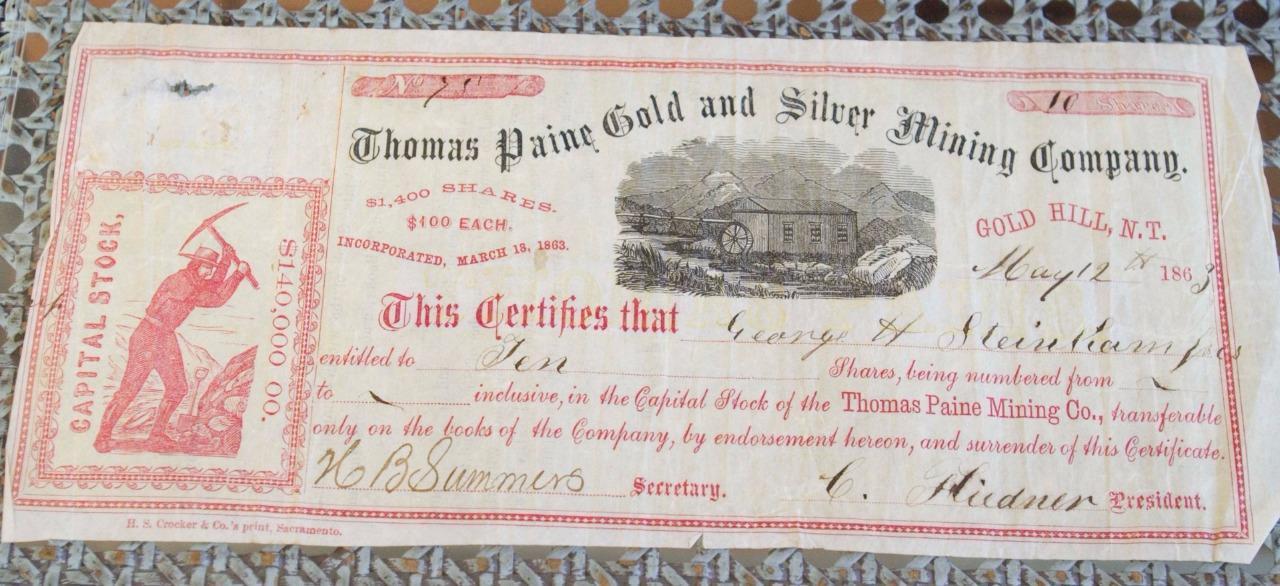 No 10 Shares
Thomas Paine Gold and Silver Mining Company.
$1,400 SHARES.
$100 EACH.
INCORPORATED, MARCH 13, 1863.
GOLD HILL, N.T.
May 12th 1863
CAPITAL STOCK,
$140,000 00.
This Certifies that George H Steinkamp is
entitled to Ten Shares, being numbered from
to inclusive, in the Capital Stock of the Thomas Paine Mining Co., transferable
only on the books of the Company, by endorsement hereon, and surrender of this Certificate.
H B Summers Secretary. C. Fliedner President.
H. S. Crocker & Co.'s print, Sacramento.